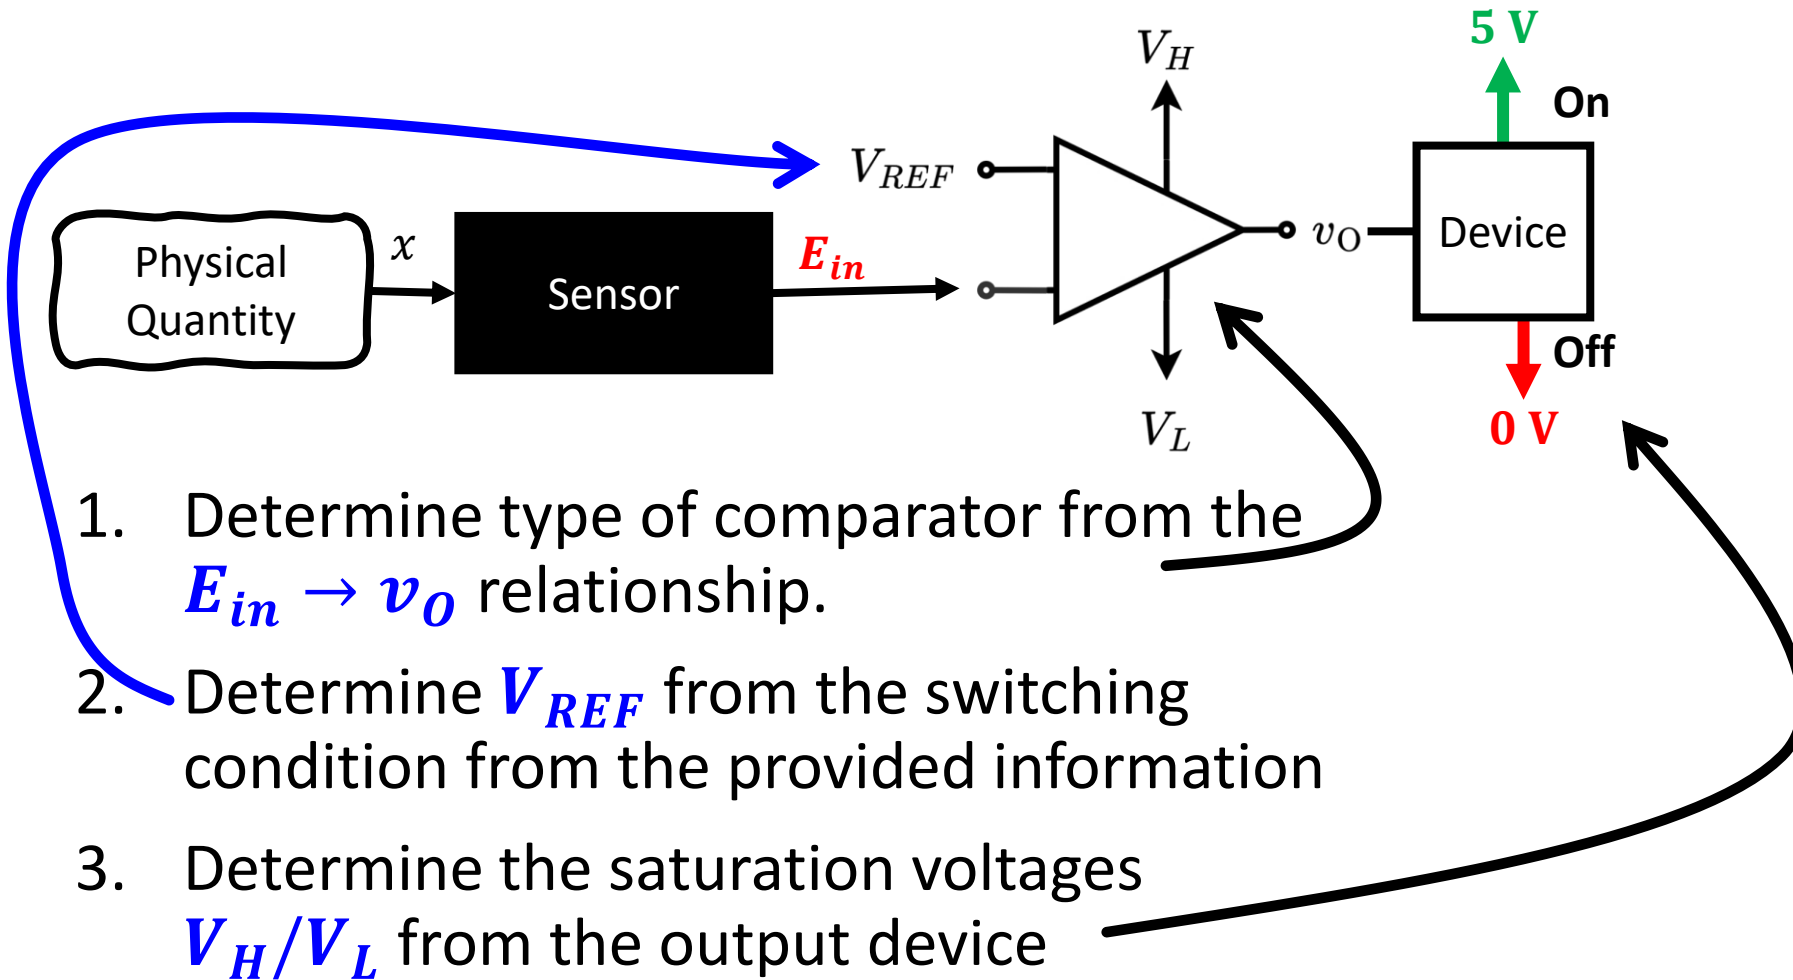 5 V
V_H
On
V_REF
Physical
Quantity
x
Sensor
E_in
v_O
Device
Off
V_L
0 V
1. Determine type of comparator from the
E_in → v_O relationship.
2. Determine V_REF from the switching
condition from the provided information
3. Determine the saturation voltages
V_H/V_L from the output device